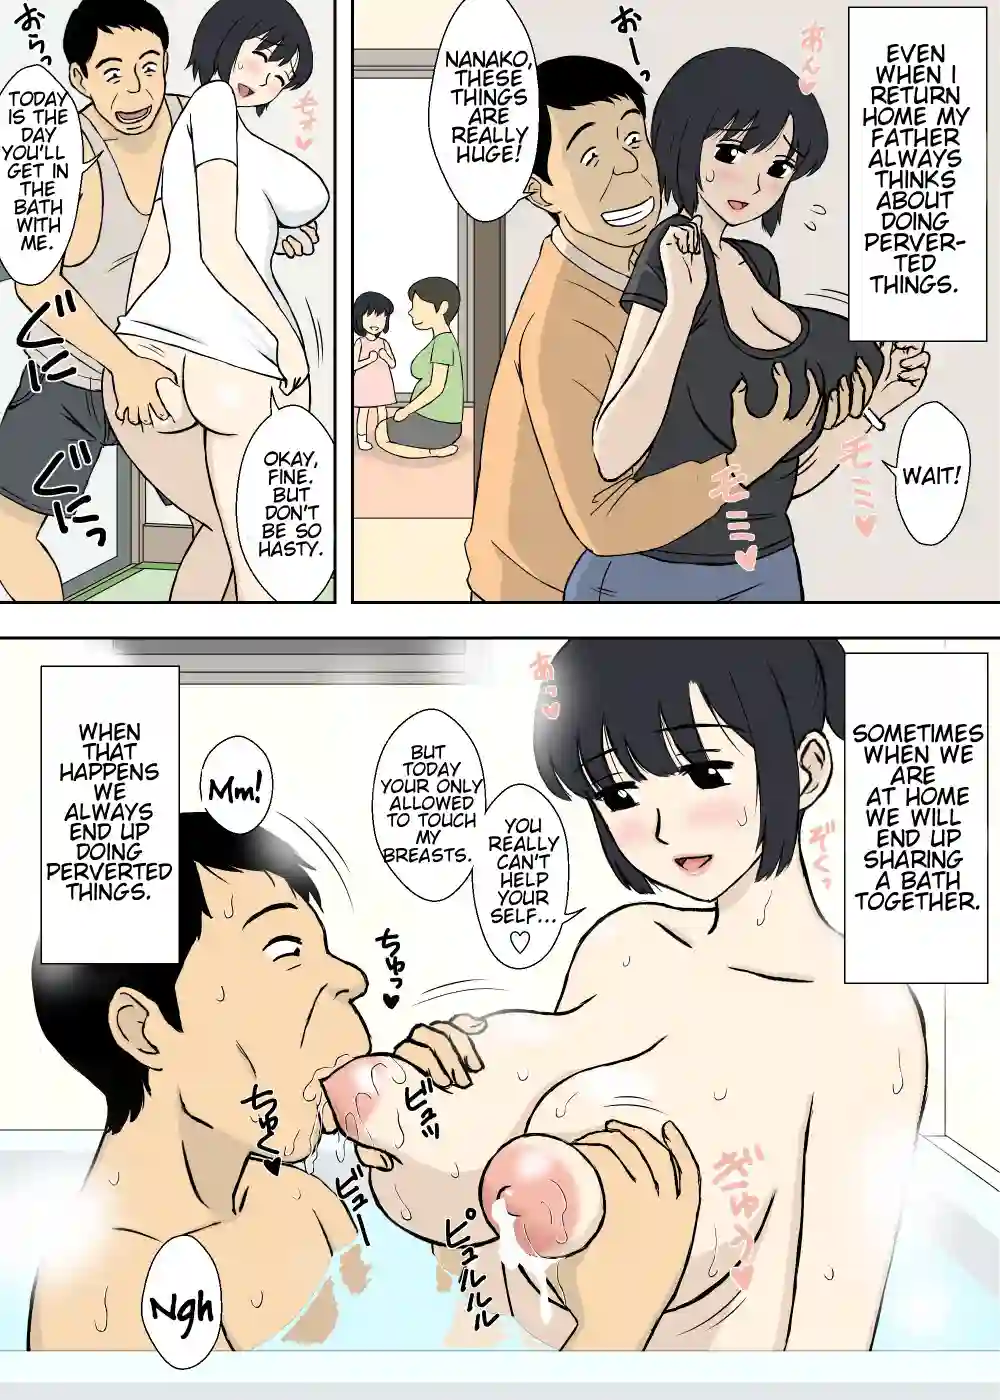 EVEN
WHEN I
RETURN
HOME MY
FATHER
ALWAYS
THINKS
ABOUT
DOING
PERVER-
TED
THINGS.
あん♥
おーっ
NANAKO,
THESE
THINGS
ARE
REALLY
HUGE!
WAIT!
モミ♥
モミミ♥
おらっ
TODAY
IS THE
DAY
YOU'LL
GET IN
THE
BATH
WITH
ME.
ぐに
ぐにっ
OKAY,
FINE.
BUT
DON'T
BE SO
HASTY.
SOMETIMES
WHEN WE
ARE
AT HOME
WE WILL
END UP
SHARING
A BATH
TOGETHER.
あっ♥
ぞくっ
YOU
REALLY
CAN'T
HELP
YOUR
SELF...
♡
BUT
TODAY
YOUR ONLY
ALLOWED
TO TOUCH
MY
BREASTS.
Mm!
WHEN
THAT
HAPPENS
WE
ALWAYS
END UP
DOING
PERVERTED
THINGS.
ちゅっ♥
ビュッ
ちゅく♥
ビュー
ピュルルル
ぎゅう♥
Ngh